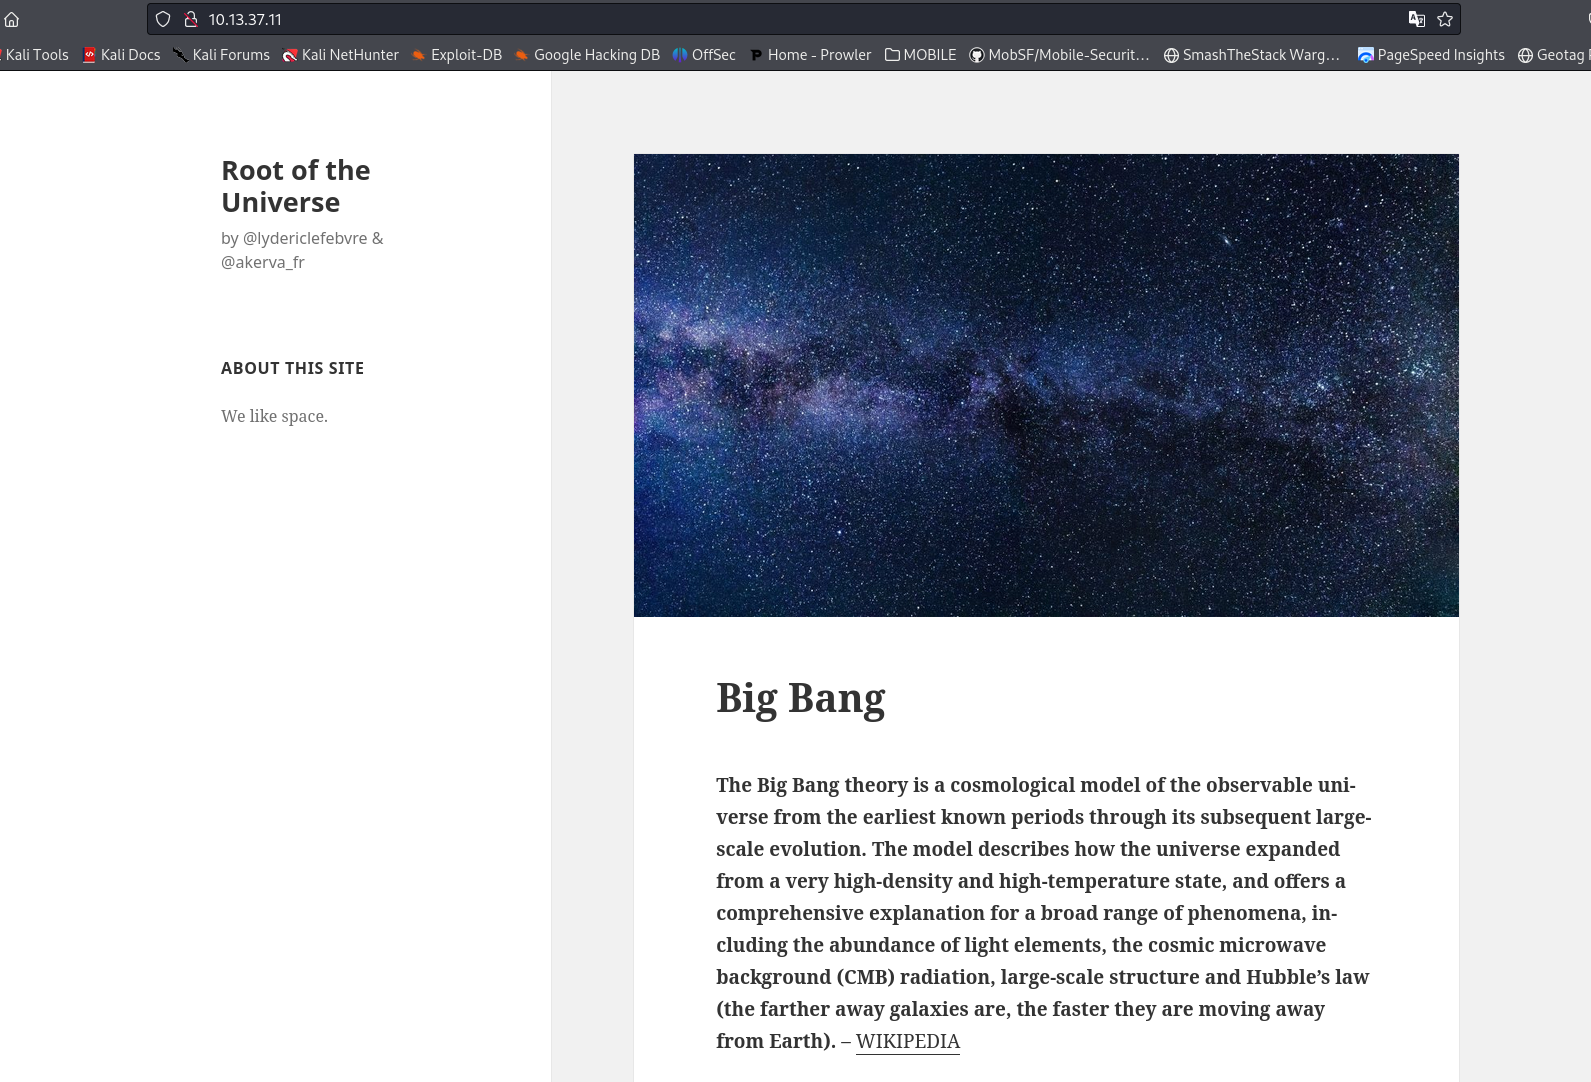 10.13.37.11
Kali Tools Kali Docs Kali Forums Kali NetHunter Exploit-DB Google Hacking DB OffSec Home - Prowler MOBILE MobSF/Mobile-Securit… SmashTheStack Warg… PageSpeed Insights Geotag
Root of the
Universe
by @lydericlefebvre &
@akerva_fr
ABOUT THIS SITE
We like space.
Big Bang
The Big Bang theory is a cosmological model of the observable uni-
verse from the earliest known periods through its subsequent large-
scale evolution. The model describes how the universe expanded
from a very high-density and high-temperature state, and offers a
comprehensive explanation for a broad range of phenomena, in-
cluding the abundance of light elements, the cosmic microwave
background (CMB) radiation, large-scale structure and Hubble’s law
(the farther away galaxies are, the faster they are moving away
from Earth). – WIKIPEDIA